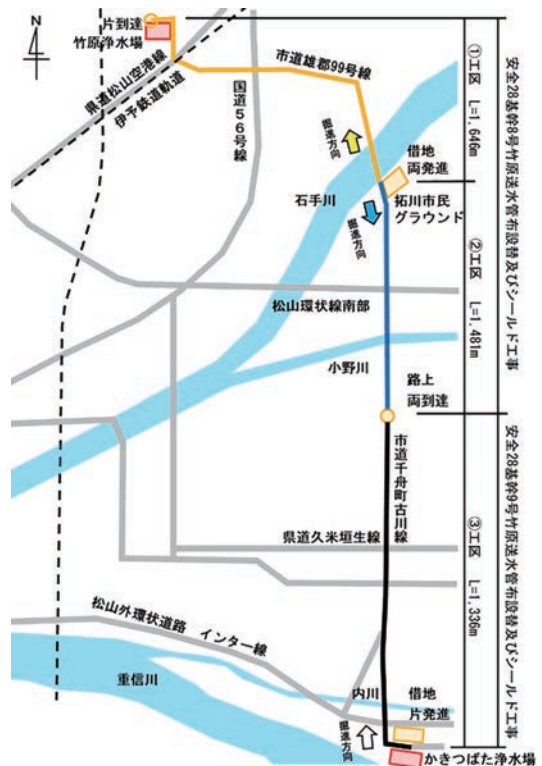 片到達
竹原浄水場
N
県道松山空港線
伊予鉄道軌道
国道56号線
市道雄郡99号線
掘進方向
借地
両発進
石手川
拓川市民
グラウンド
掘進方向
松山環状線南部
小野川
路上
両到達
市道千舟町古川線
県道久米垣生線
松山外環状道路 インター線
重信川
内川
借地
片発進
掘進方向
かきつばた浄水場
①工区 L=1,646m
②工区 L=1,481m
③工区 L=1,336m
安全28基幹8号竹原送水管布設替及びシールド工事
安全28基幹9号竹原送水管布設替及びシールド工事